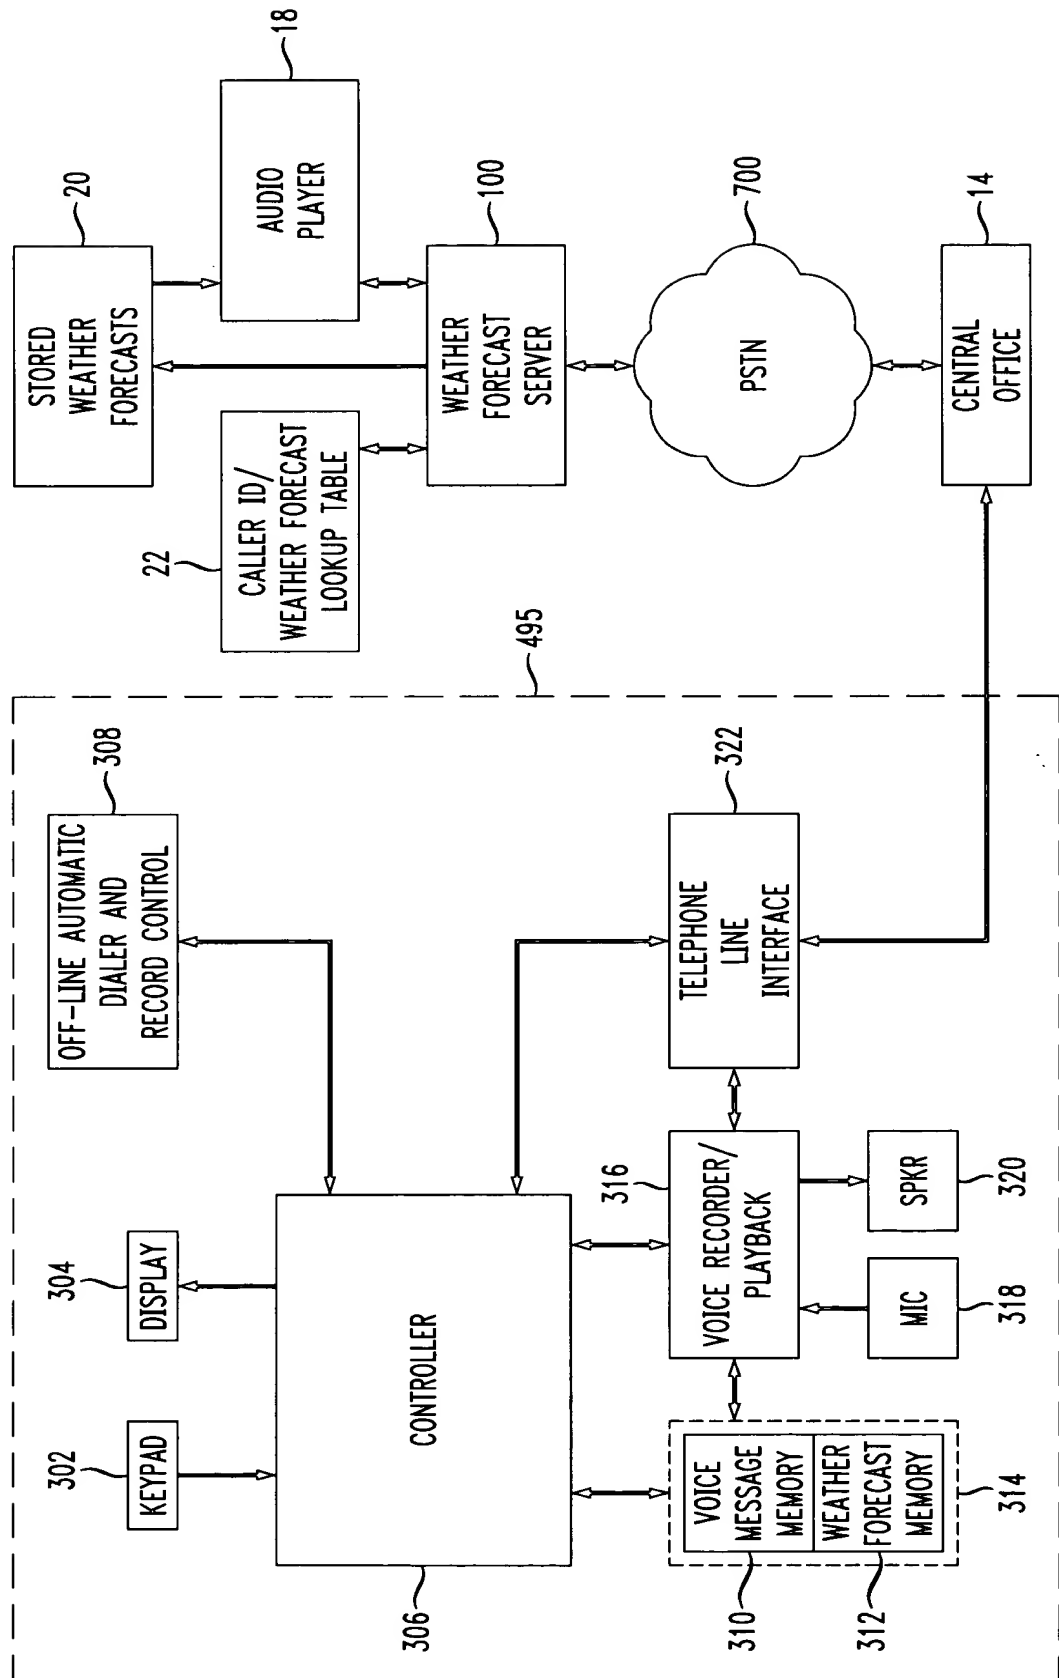 STORED
WEATHER
FORECASTS
20
AUDIO
PLAYER
18
CALLER ID/
WEATHER FORECAST
LOOKUP TABLE
22
WEATHER
FORECAST
SERVER
100
PSTN
700
CENTRAL
OFFICE
14
495
OFF-LINE AUTOMATIC
DIALER AND
RECORD CONTROL
308
KEYPAD
302
DISPLAY
304
CONTROLLER
306
TELEPHONE
LINE
INTERFACE
322
VOICE RECORDER/
PLAYBACK
316
VOICE
MESSAGE
MEMORY
310
WEATHER
FORECAST
MEMORY
312
314
MIC
318
SPKR
320